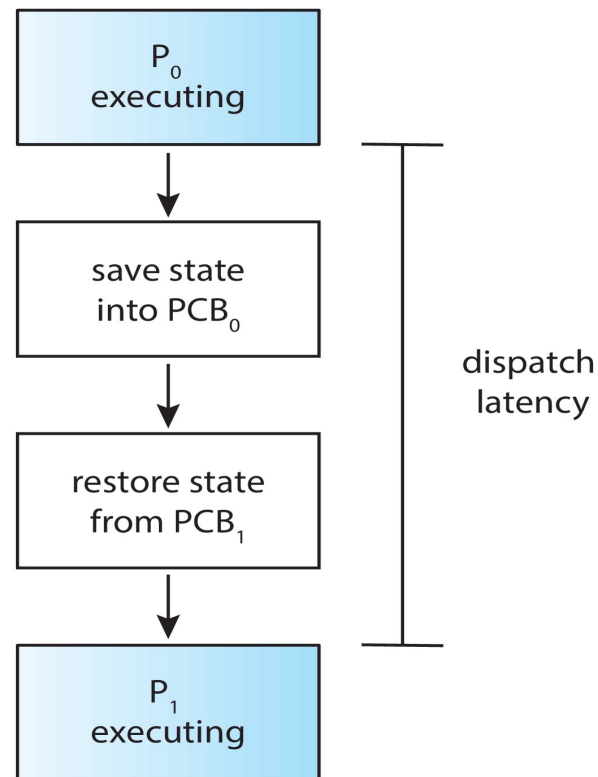 P₀
executing
save state
into PCB₀
restore state
from PCB₁
P₁
executing
dispatch
latency